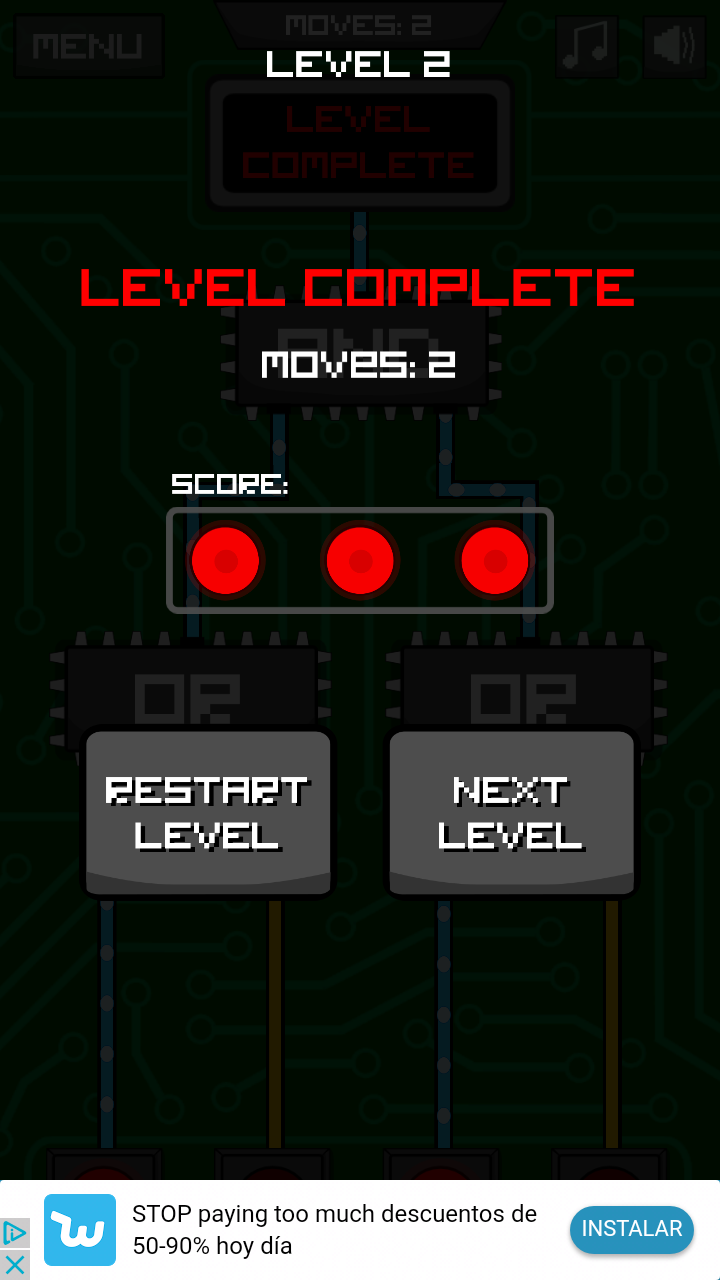 MENU
MOVES: 2
LEVEL 2
LEVEL
COMPLETE
LEVEL COMPLETE
AND
MOVES: 2
SCORE:
OR
OR
RESTART
LEVEL
NEXT
LEVEL
STOP paying too much descuentos de
50-90% hoy día
INSTALAR